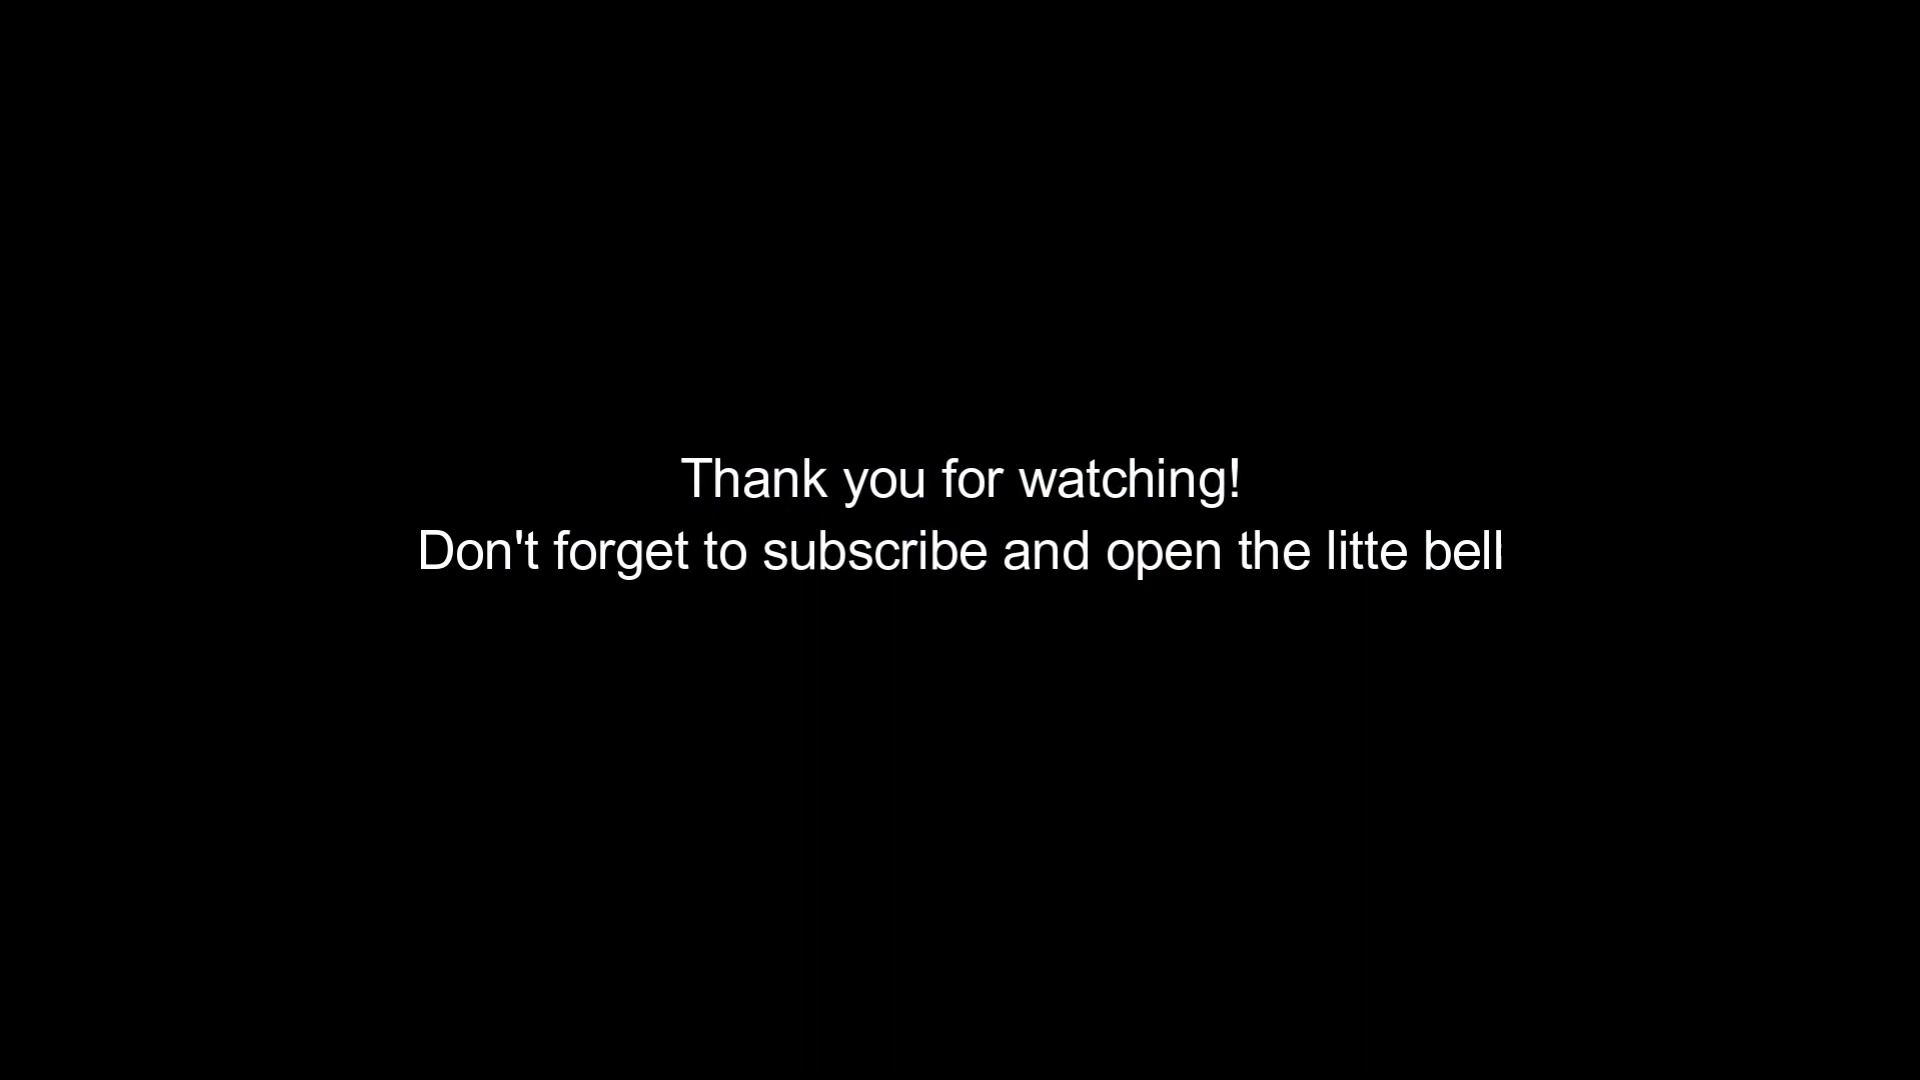 Thank you for watching!
Don't forget to subscribe and open the litte bell